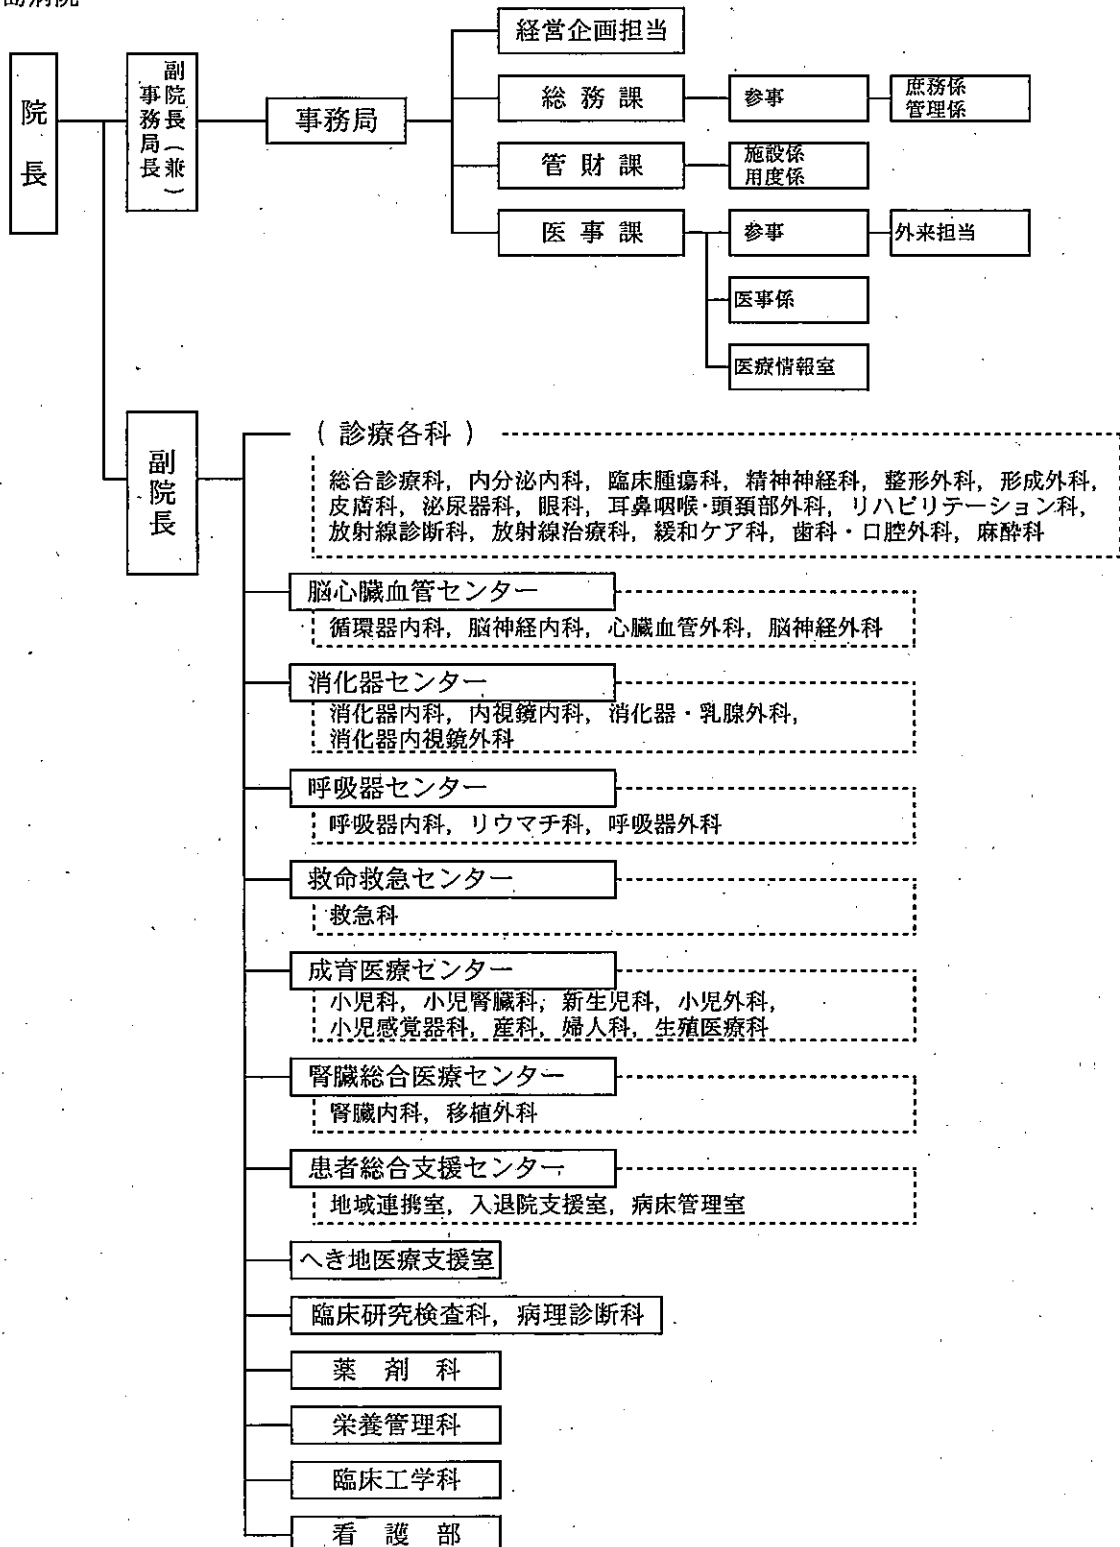 病院
院長
副院長（兼）
事務局長
事務局
経営企画担当
総務課
参事
庶務係
管理係
管財課
施設係
用度係
医事課
参事
外来担当
医事係
医療情報室
副院長
（診療各科）
総合診療科，内分泌内科，臨床腫瘍科，精神神経科，整形外科，形成外科，
皮膚科，泌尿器科，眼科，耳鼻咽喉・頭頚部外科，リハビリテーション科，
放射線診断科，放射線治療科，緩和ケア科，歯科・口腔外科，麻酔科
脳心臓血管センター
循環器内科，脳神経内科，心臓血管外科，脳神経外科
消化器センター
消化器内科，内視鏡内科，消化器・乳腺外科，
消化器内視鏡外科
呼吸器センター
呼吸器内科，リウマチ科，呼吸器外科
救命救急センター
救急科
成育医療センター
小児科，小児腎臓科，新生児科，小児外科，
小児感覚器科，産科，婦人科，生殖医療科
腎臓総合医療センター
腎臓内科，移植外科
患者総合支援センター
地域連携室，入退院支援室，病床管理室
へき地医療支援室
臨床研究検査科，病理診断科
薬剤科
栄養管理科
臨床工学科
看護部